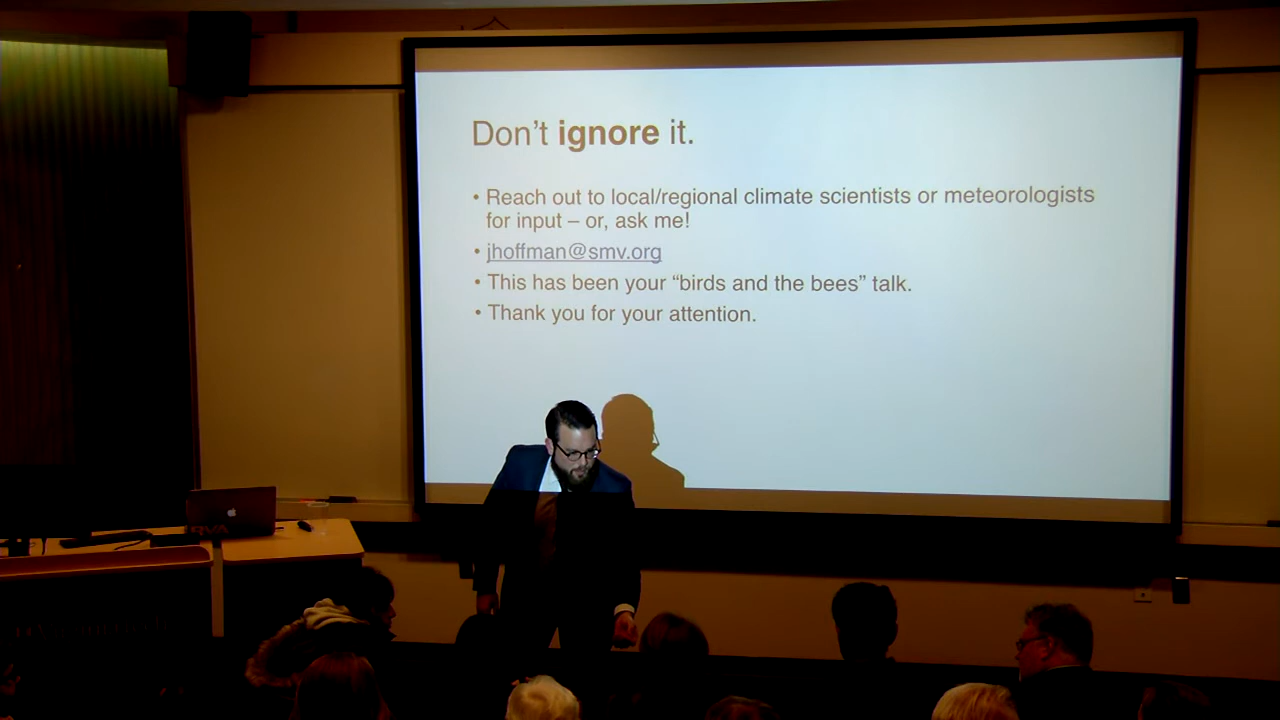 Don't ignore it.
• Reach out to local/regional climate scientists or meteorologists
for input – or, ask me!
• jhoffman@smv.org
• This has been your “birds and the bees” talk.
• Thank you for your attention.
RVA